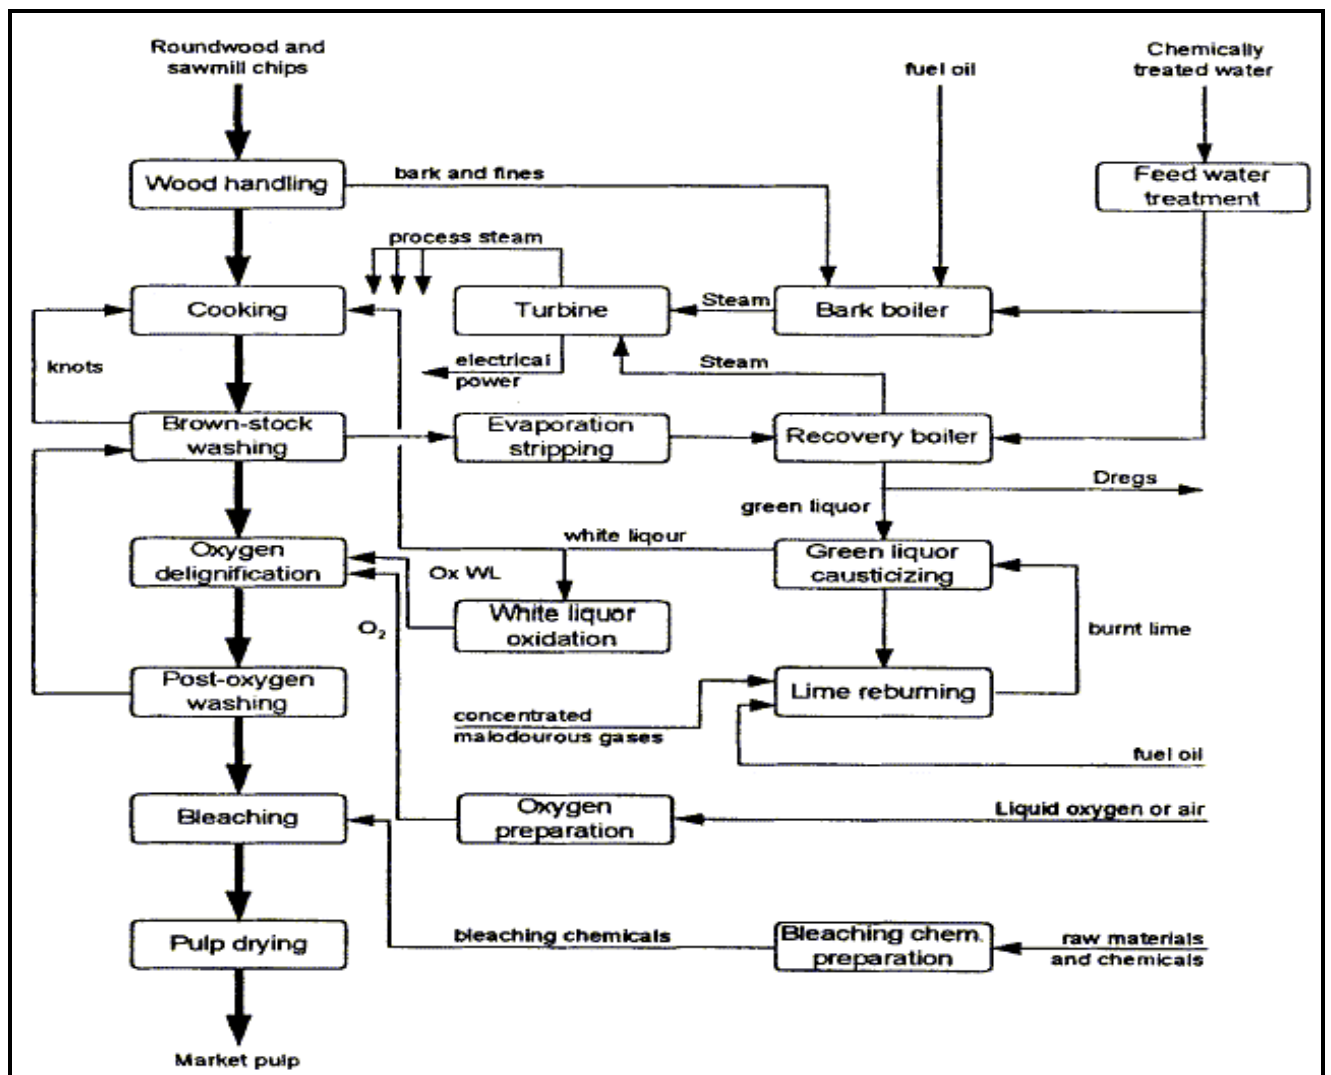 Roundwood and
sawmill chips
fuel oil
Chemically
treated water
Wood handling
bark and fines
Feed water
treatment
process steam
Cooking
Turbine
Steam
Bark boiler
knots
electrical
power
Steam
Brown-stock
washing
Evaporation
stripping
Recovery boiler
Dregs
green liquor
white liqour
Oxygen
delignification
Ox WL
Green liquor
causticizing
White liquor
oxidation
O₂
burnt lime
Post-oxygen
washing
Lime reburning
concentrated
malodourous gases
fuel oil
Bleaching
Oxygen
preparation
Liquid oxygen or air
Pulp drying
bleaching chemicals
Bleaching chem.
preparation
raw materials
and chemicals
Market pulp